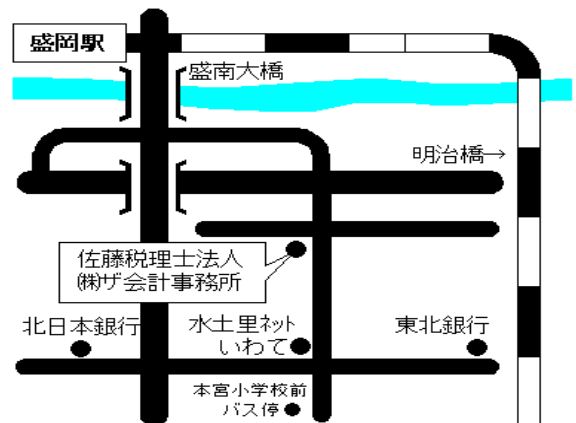 盛岡駅
盛南大橋
明治橋→
佐藤税理士法人
㈱ザ会計事務所
北日本銀行
水土里ネット
いわて
東北銀行
本宮小学校前
バス停